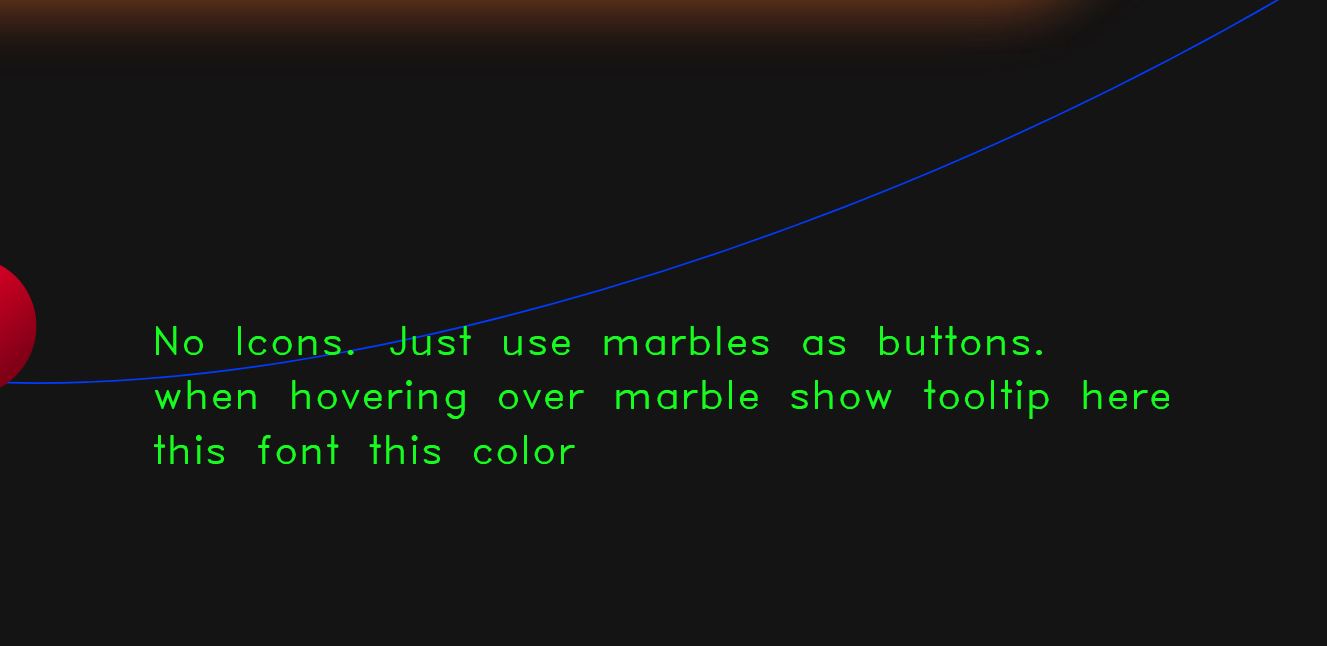 No Icons. Just use marbles as buttons.
when hovering over marble show tooltip here
this font this color